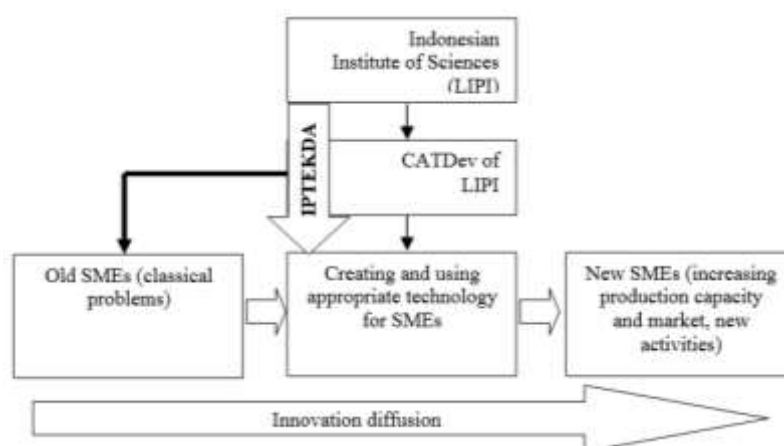 Indonesian
Institute of Sciences
(LIPI)
IPTEKDA
CATDev of
LIPI
Old SMEs (classical
problems)
Creating and using
appropriate technology
for SMEs
New SMEs (increasing
production capacity
and market, new
activities)
Innovation diffusion